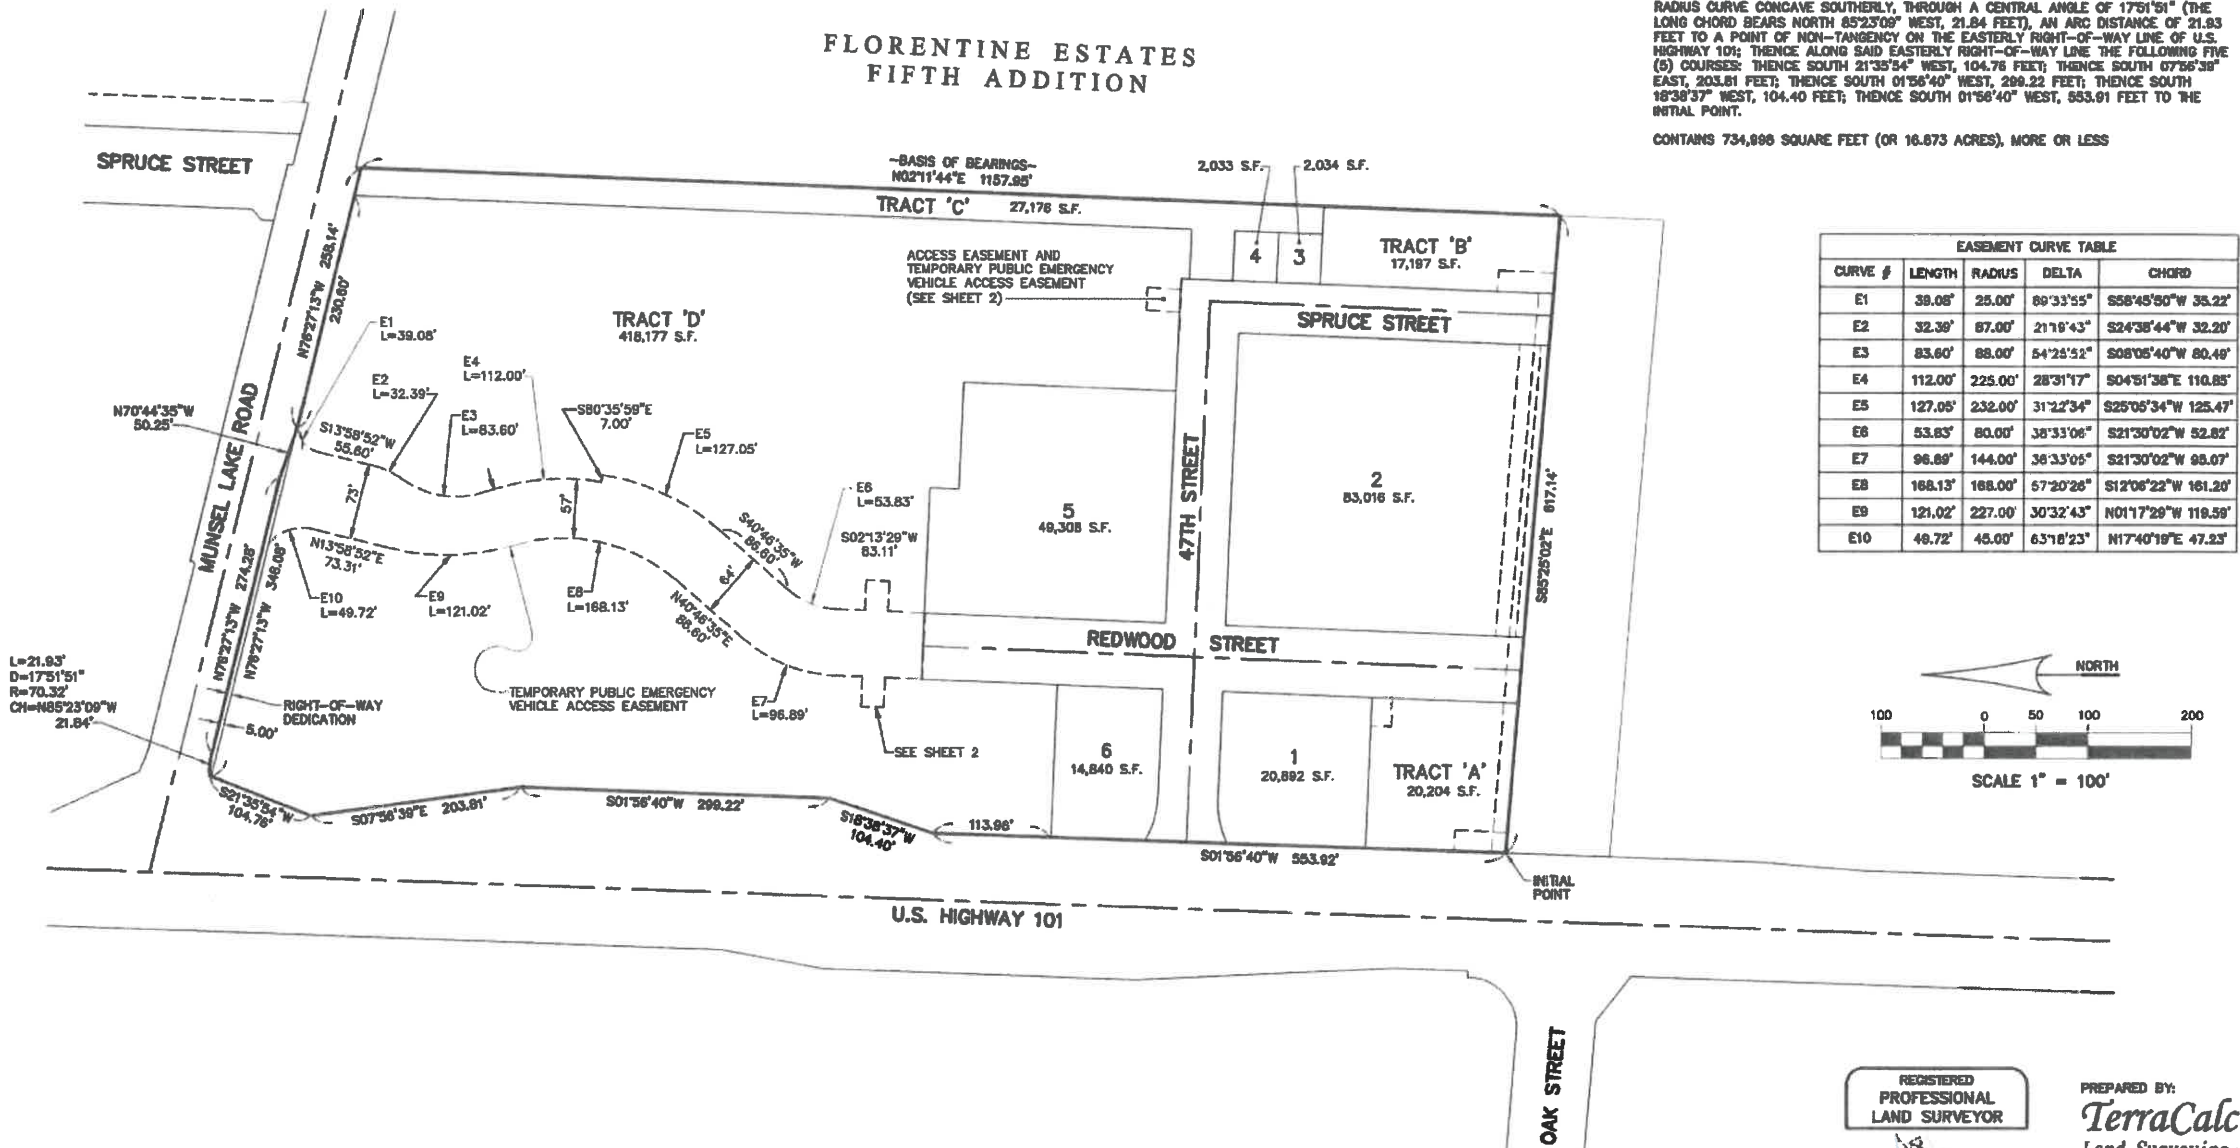 RADIUS CURVE CONCAVE SOUTHERLY, THROUGH A CENTRAL ANGLE OF 17°51'51" (THE
LONG CHORD BEARS NORTH 85°23'09" WEST, 21.84 FEET), AN ARC DISTANCE OF 21.93
FEET TO A POINT OF NON-TANGENCY ON THE EASTERLY RIGHT-OF-WAY LINE OF U.S.
HIGHWAY 101; THENCE ALONG SAID EASTERLY RIGHT-OF-WAY LINE THE FOLLOWING FIVE
(5) COURSES: THENCE SOUTH 21°35'54" WEST, 104.76 FEET; THENCE SOUTH 07°56'39"
EAST, 203.81 FEET; THENCE SOUTH 01°56'40" WEST, 299.22 FEET; THENCE SOUTH
18°38'37" WEST, 104.40 FEET; THENCE SOUTH 01°56'40" WEST, 553.91 FEET TO THE
INITIAL POINT.
CONTAINS 734,998 SQUARE FEET (OR 16.873 ACRES), MORE OR LESS
FLORENTINE ESTATES
FIFTH ADDITION
SPRUCE STREET
~BASIS OF BEARINGS~
N02°11'44"E 1157.95'
TRACT 'C' 27,176 S.F.
2,033 S.F.
2,034 S.F.
4
3
TRACT 'B'
17,197 S.F.
ACCESS EASEMENT AND
TEMPORARY PUBLIC EMERGENCY
VEHICLE ACCESS EASEMENT
(SEE SHEET 2)
TRACT 'D'
418,177 S.F.
SPRUCE STREET
N76°27'13"W 258.14'
230.60'
E1
L=39.08'
E2
L=32.39'
E3
L=83.60'
E4
L=112.00'
S80°35'59"E
7.00'
E5
L=127.05'
E6
L=53.83'
S02°13'29"W
83.11'
N70°44'35"W
50.25'
S13°58'52"W
55.60'
73'
57'
64'
S40°46'35"W
86.60'
N13°58'52"E
73.31'
N40°46'35"E
86.60'
E10
L=49.72'
E9
L=121.02'
E8
L=168.13'
E7
L=96.89'
MUNSEL LAKE ROAD
N76°27'13"W 274.28'
N76°27'13"W 346.08'
L=21.93'
D=17°51'51"
R=70.32'
CH=N85°23'09"W
21.84'
RIGHT-OF-WAY
DEDICATION
5.00'
TEMPORARY PUBLIC EMERGENCY
VEHICLE ACCESS EASEMENT
SEE SHEET 2
5
49,308 S.F.
47TH STREET
2
83,016 S.F.
S85°25'02"E 617.14'
REDWOOD STREET
6
14,840 S.F.
1
20,892 S.F.
TRACT 'A'
20,204 S.F.
S21°35'54"W
104.76'
S07°56'39"E 203.81'
S01°56'40"W 299.22'
S18°38'37"W
104.40'
113.96'
S01°56'40"W 553.92'
INITIAL
POINT
U.S. HIGHWAY 101
OAK STREET
EASEMENT CURVE TABLE
CURVE # LENGTH RADIUS DELTA CHORD
E1 39.08' 25.00' 89°33'55" S58°45'50"W 35.22'
E2 32.39' 87.00' 21°19'43" S24°38'44"W 32.20'
E3 83.60' 88.00' 54°25'52" S08°05'40"W 80.49'
E4 112.00' 225.00' 28°31'17" S04°51'38"E 110.85'
E5 127.05' 232.00' 31°22'34" S25°05'34"W 125.47'
E6 53.83' 80.00' 38°33'06" S21°30'02"W 52.82'
E7 96.89' 144.00' 38°33'05" S21°30'02"W 95.07'
E8 168.13' 168.00' 57°20'26" S12°06'22"W 161.20'
E9 121.02' 227.00' 30°32'43" N01°17'29"W 119.59'
E10 49.72' 45.00' 63°18'23" N17°40'19"E 47.23'
NORTH
100 0 50 100 200
SCALE 1" = 100'
REGISTERED
PROFESSIONAL
LAND SURVEYOR
PREPARED BY:
TerraCalc
Land Surveying